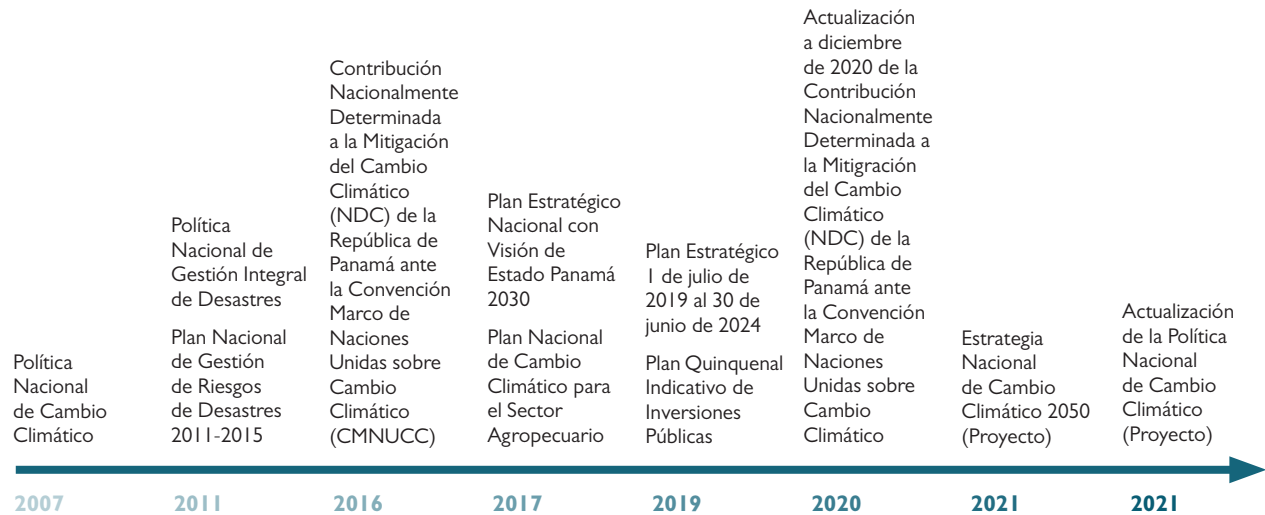 Política
Nacional
de Cambio
Climático
Política
Nacional de
Gestión Integral
de Desastres
Plan Nacional
de Gestión
de Riesgos
de Desastres
2011-2015
Contribución
Nacionalmente
Determinada
a la Mitigación
del Cambio
Climático
(NDC) de la
República de
Panamá ante
la Convención
Marco de
Naciones
Unidas sobre
Cambio
Climático
(CMNUCC)
Plan Estratégico
Nacional con
Visión de
Estado Panamá
2030
Plan Nacional
de Cambio
Climático para
el Sector
Agropecuario
Plan Estratégico
1 de julio de
2019 al 30 de
junio de 2024
Plan Quinquenal
Indicativo de
Inversiones
Públicas
Actualización
a diciembre
de 2020 de la
Contribución
Nacionalmente
Determinada a
la Mitigración
del Cambio
Climático
(NDC) de la
República de
Panamá ante
la Convención
Marco de
Naciones
Unidas sobre
Cambio
Climático
Estrategia
Nacional
de Cambio
Climático 2050
(Proyecto)
Actualización
de la Política
Nacional
de Cambio
Climático
(Proyecto)
2007 2011 2016 2017 2019 2020 2021 2021